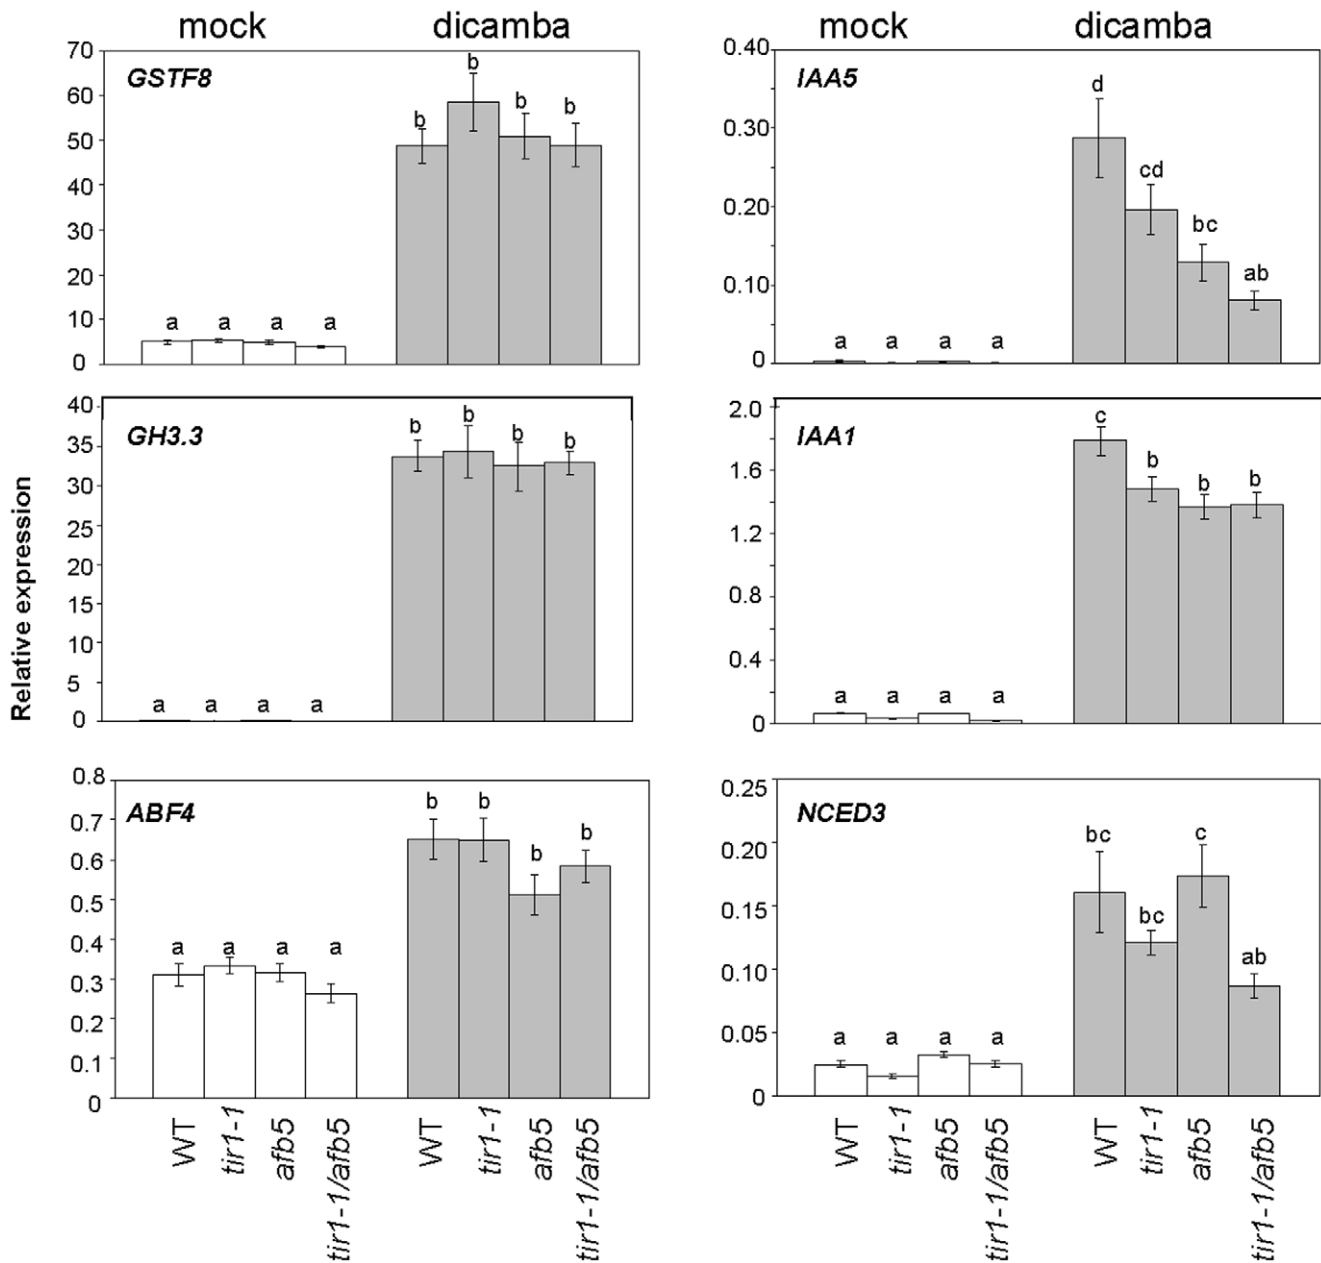 mock dicamba mock dicamba
Relative expression
GSTF8
70
60
50
40
30
20
10
0
a a a a b b b b
IAA5
0.40
0.30
0.20
0.10
0
a a a a d cd bc ab
GH3.3
40
35
30
25
20
15
10
5
0
a a a a b b b b
IAA1
2.0
1.6
1.2
0.8
0.4
0
a a a a c b b b
ABF4
0.8
0.7
0.6
0.5
0.4
0.3
0.2
0.1
0
a a a a b b b b
NCED3
0.25
0.20
0.15
0.10
0.05
0
a a a a bc bc c ab
WT
tir1-1
afb5
tir1-1/afb5
WT
tir1-1
afb5
tir1-1/afb5
WT
tir1-1
afb5
tir1-1/afb5
WT
tir1-1
afb5
tir1-1/afb5